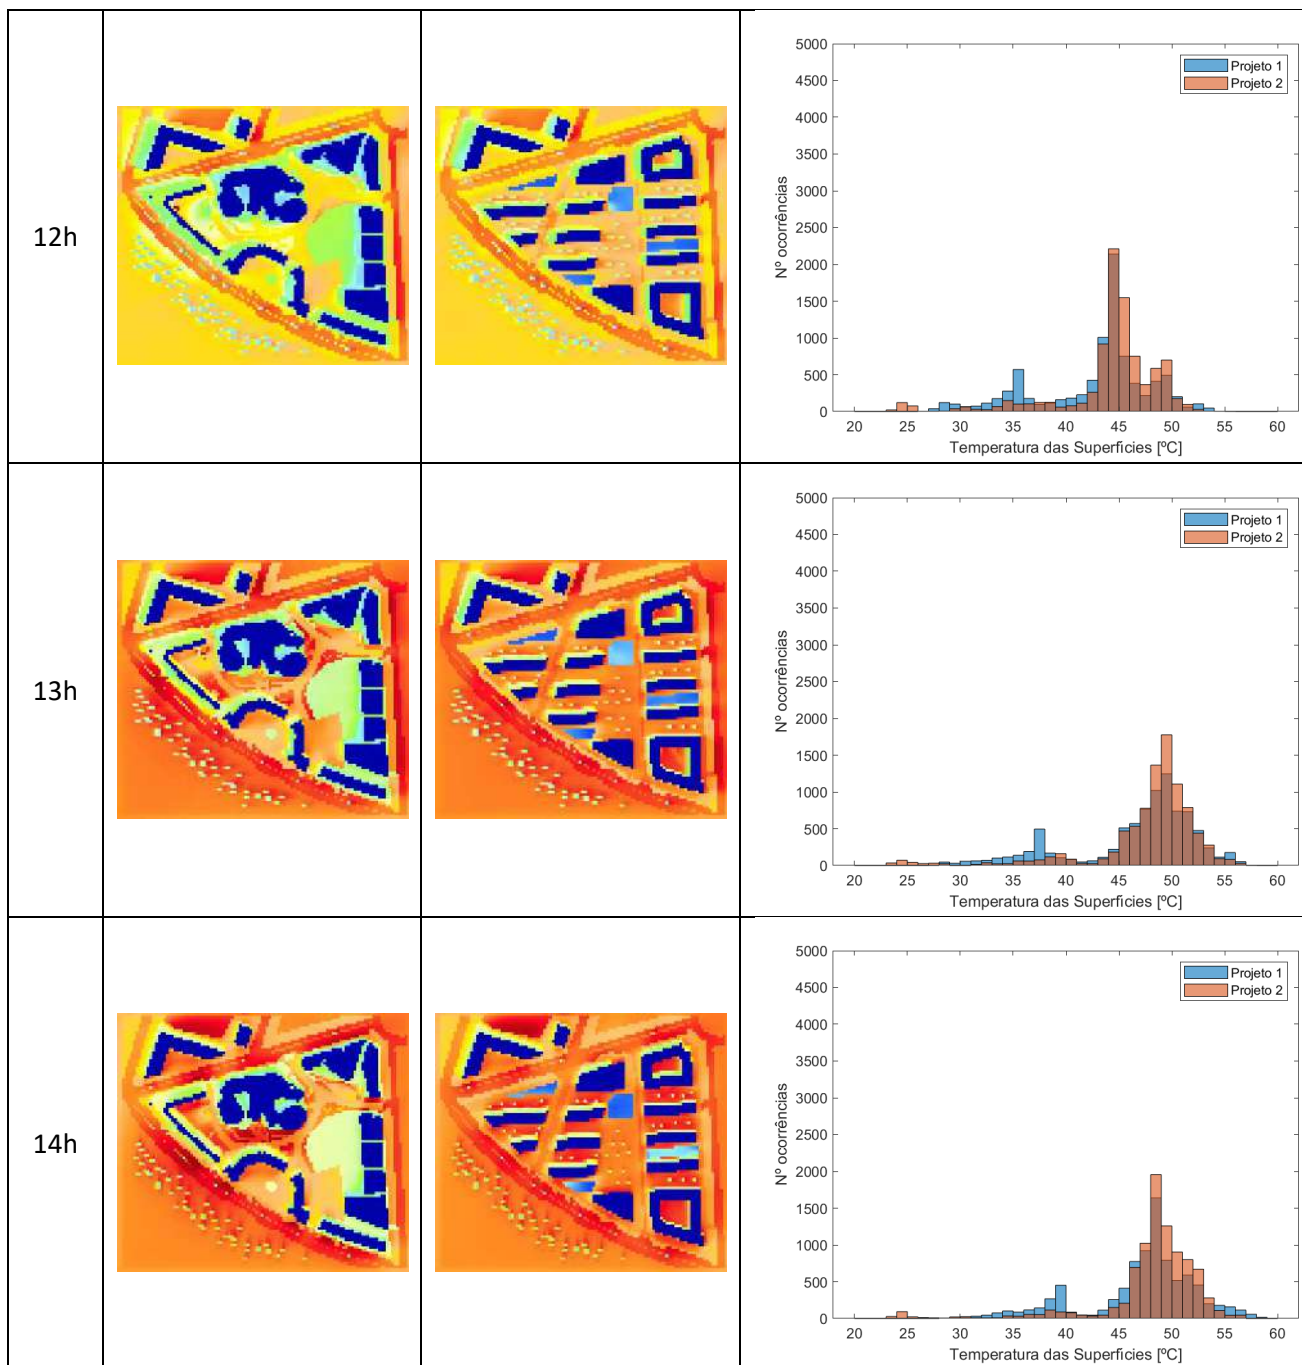 12h
5000
4500
4000
3500
3000
2500
2000
1500
1000
500
0
20 25 30 35 40 45 50 55 60
Nº ocorrências
Temperatura das Superfícies [ºC]
Projeto 1
Projeto 2
13h
5000
4500
4000
3500
3000
2500
2000
1500
1000
500
0
20 25 30 35 40 45 50 55 60
Nº ocorrências
Temperatura das Superfícies [ºC]
Projeto 1
Projeto 2
14h
5000
4500
4000
3500
3000
2500
2000
1500
1000
500
0
20 25 30 35 40 45 50 55 60
Nº ocorrências
Temperatura das Superfícies [ºC]
Projeto 1
Projeto 2